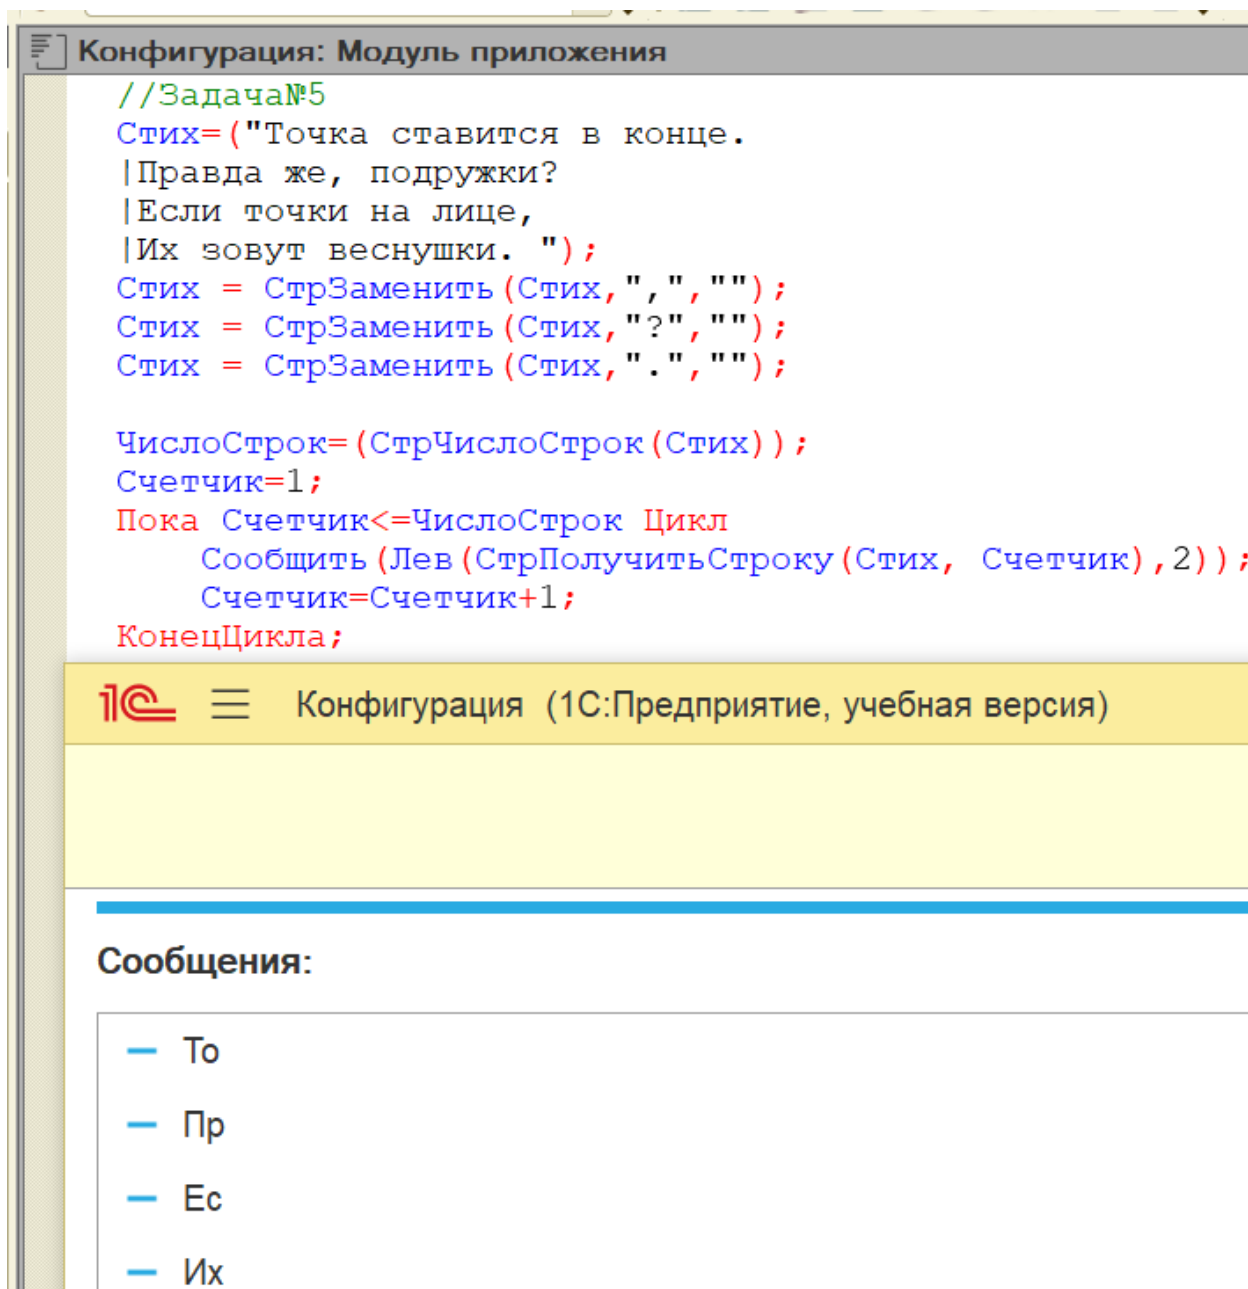 Конфигурация: Модуль приложения
//Задача№5
Стих=("Точка ставится в конце.
|Правда же, подружки?
|Если точки на лице,
|Их зовут веснушки. ");
Стих = СтрЗаменить(Стих,",","");
Стих = СтрЗаменить(Стих,"?","");
Стих = СтрЗаменить(Стих,".","");
ЧислоСтрок=(СтрЧислоСтрок(Стих));
Счетчик=1;
Пока Счетчик<=ЧислоСтрок Цикл
Сообщить(Лев(СтрПолучитьСтроку(Стих, Счетчик),2));
Счетчик=Счетчик+1;
КонецЦикла;
1С Конфигурация (1С:Предприятие, учебная версия)
Сообщения:
То
Пр
Ес
Их